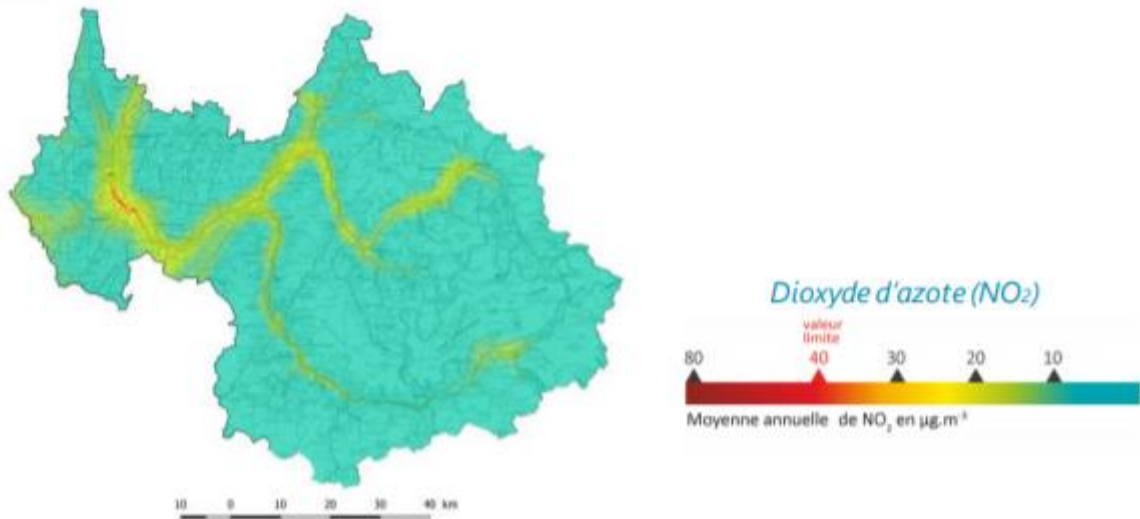 Dioxyde d'azote (NO2)
valeur
limite
80 40 30 20 10
Moyenne annuelle de NO2 en µg.m-3
10 0 10 20 30 40 km